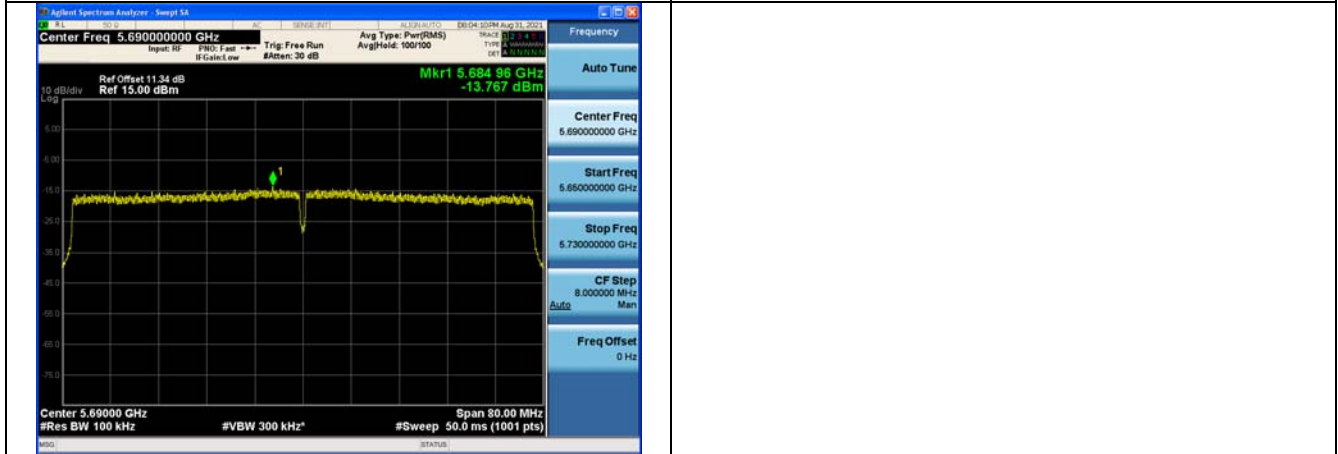 Agilent Spectrum Analyzer - Swept SA
RL 50 Ω AC SENSE:INT ALIGN AUTO 08:04:10 PM Aug 31, 2021
Center Freq 5.690000000 GHz
Input: RF PNO: Fast Trig: Free Run Avg Type: Pwr(RMS) TRACE 1 2 3 4 5 6
IFGain:Low #Atten: 30 dB Avg|Hold: 100/100 TYPE
DET A N N N N N
Frequency
Auto Tune
Ref Offset 11.34 dB
10 dB/div Ref 15.00 dBm
Log
Mkr1 5.684 96 GHz
-13.767 dBm
5.00
-5.00
-15.0
-25.0
-35.0
-45.0
-55.0
-65.0
-75.0
1
Center Freq
5.690000000 GHz
Start Freq
5.650000000 GHz
Stop Freq
5.730000000 GHz
CF Step
8.000000 MHz
Auto Man
Freq Offset
0 Hz
Center 5.69000 GHz Span 80.00 MHz
#Res BW 100 kHz #VBW 300 kHz* #Sweep 50.0 ms (1001 pts)
MSG STATUS